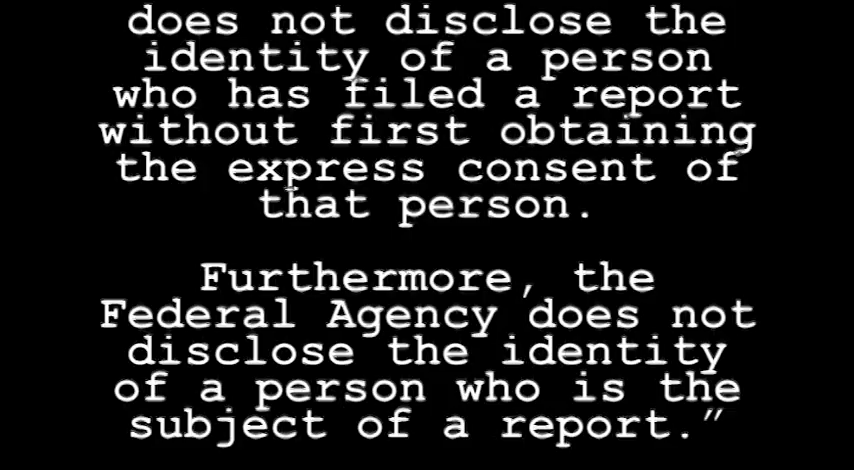 does not disclose the
identity of a person
who has filed a report
without first obtaining
the express consent of
that person.
Furthermore, the
Federal Agency does not
disclose the identity
of a person who is the
subject of a report.”